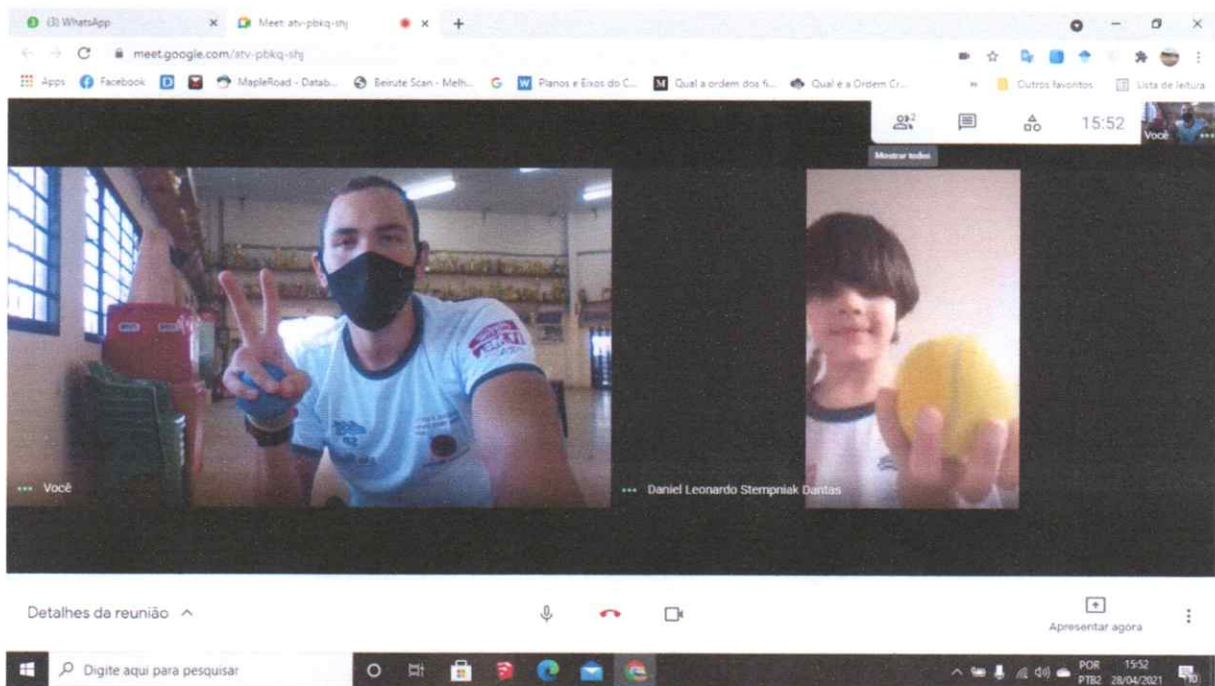 (3) WhatsApp
Meet: atv-pbkq-shj
meet.google.com/atv-pbkq-shj
Apps
Facebook
MapleRoad - Datab...
Beirute Scan - Melh...
Planos e Eixos do C...
Qual a ordem dos fi...
Qual é a Ordem Cr...
Outros favoritos
Lista de leitura
2
15:52
Você
Mostrar todos
Você
Daniel Leonardo Stempniak Dantas
Detalhes da reunião
Apresentar agora
Digite aqui para pesquisar
POR 15:52
PTB2 28/04/2021